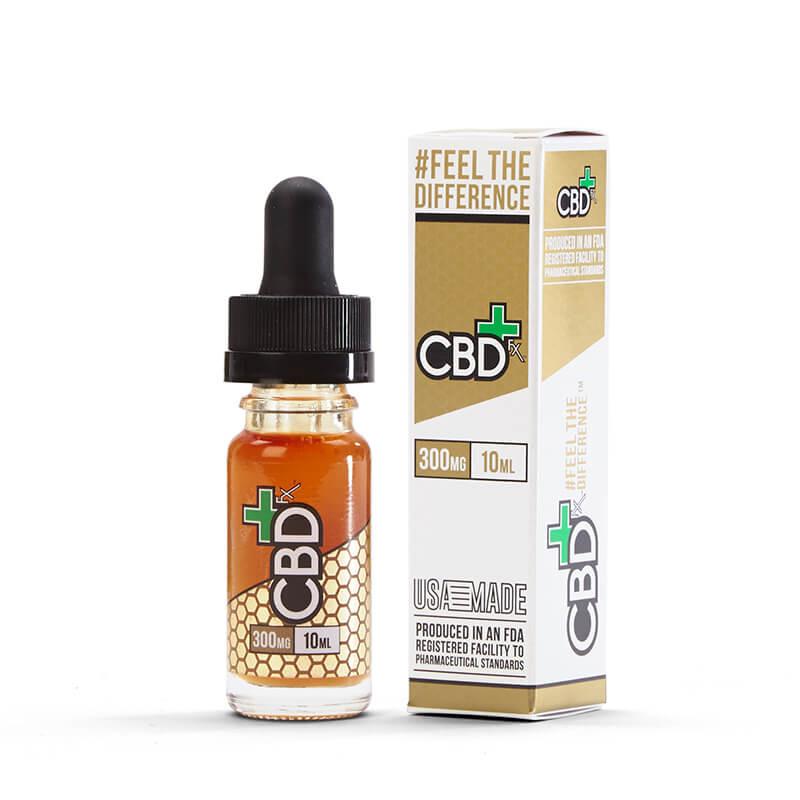 #FEEL THE
DIFFERENCE
CBD
FX
300MG 10ML
USA MADE
PRODUCED IN AN FDA
REGISTERED FACILITY TO
PHARMACEUTICAL STANDARDS
CBD
PRODUCED IN AN FDA
REGISTERED FACILITY TO
PHARMACEUTICAL STANDARDS
#FEEL THE
DIFFERENCE™
CBD
FX
CBD
FX
300MG 10ML